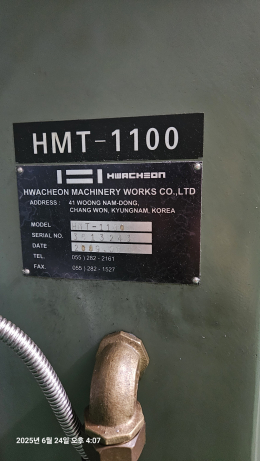 HMT-1100
HWACHEON
HWACHEON MACHINERY WORKS CO.,LTD
ADDRESS : 41 WOONG NAM-DONG,
CHANG WON, KYUNGNAM, KOREA
MODEL
SERIAL NO.
DATE
TEL. 055) 282 - 2161
FAX. 055) 282 - 1527
2025년 6월 24일 오후 4:07